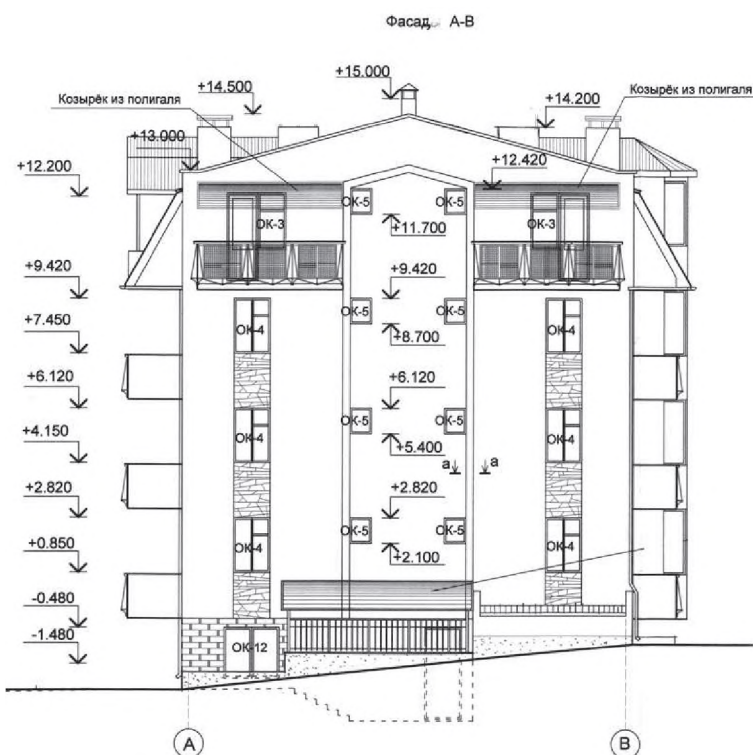 Фасад А-В
+15.000
+14.500
Козырёк из полигаля
Козырёк из полигаля
+14.200
+13.000
+12.200
+12.420
ОК-3
ОК-5
ОК-5
ОК-3
+11.700
+9.420
+9.420
+7.450
ОК-4
ОК-5
ОК-5
ОК-4
+8.700
+6.120
+6.120
+4.150
ОК-4
ОК-5
ОК-5
ОК-4
+5.400
а
а
+2.820
+2.820
+0.850
ОК-4
ОК-5
ОК-5
ОК-4
+2.100
-0.480
-1.480
ОК-12
А
В